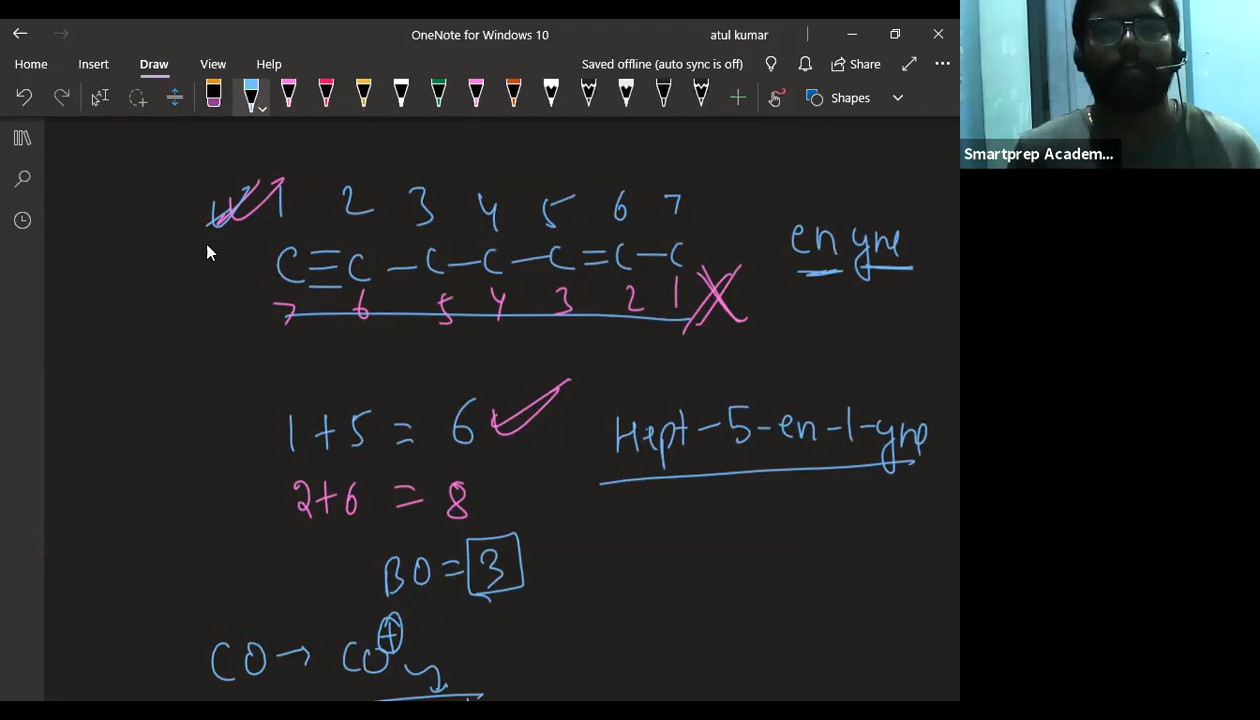 OneNote for Windows 10
atul kumar
Home Insert Draw View Help
Saved offline (auto sync is off)
Share
Shapes
Smartprep Academ...
1 2 3 4 5 6 7
C≡C-C-C-C=C-C
7 6 5 4 3 2 1
en yne
1+5 = 6
Hept-5-en-1-yne
2+6 = 8
BO = 3
CO → CO⊕